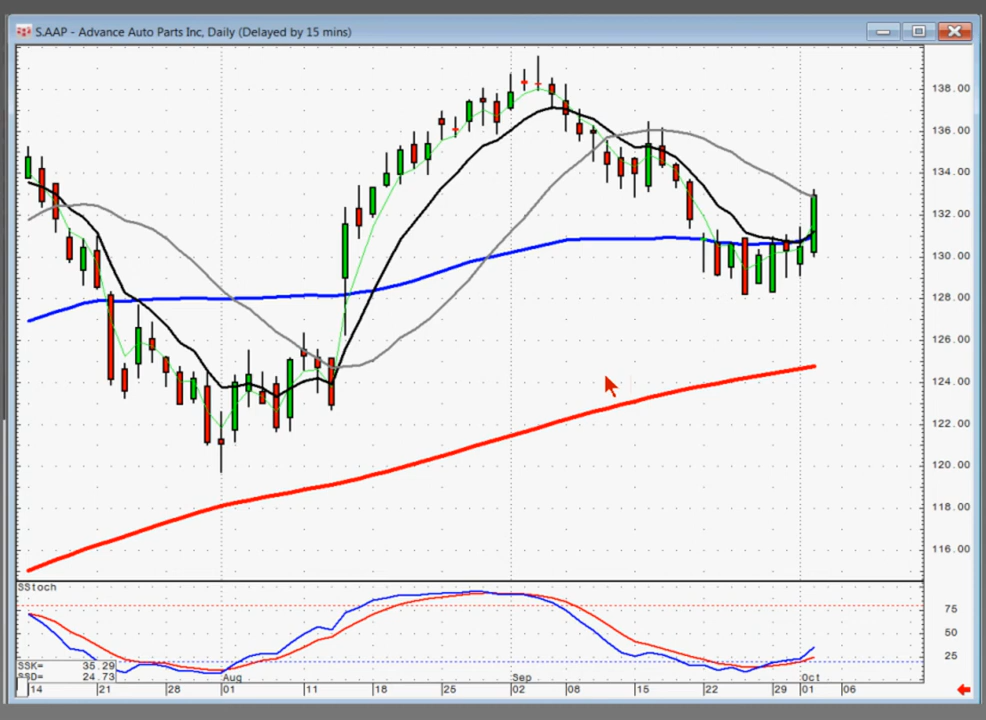 S.AAP - Advance Auto Parts Inc, Daily (Delayed by 15 mins)
138.00
136.00
134.00
132.00
130.00
128.00
126.00
124.00
122.00
120.00
118.00
116.00
SStoch
75
50
25
SSK= 35.29
SSD= 24.73
Aug Sep Oct
14 21 28 01 11 18 25 02 08 15 22 29 01 06